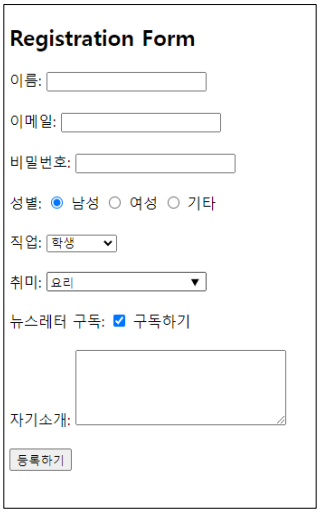 Registration Form
이름:
이메일:
비밀번호:
성별: 남성 여성 기타
직업: 학생
취미: 요리
뉴스레터 구독: 구독하기
자기소개:
등록하기